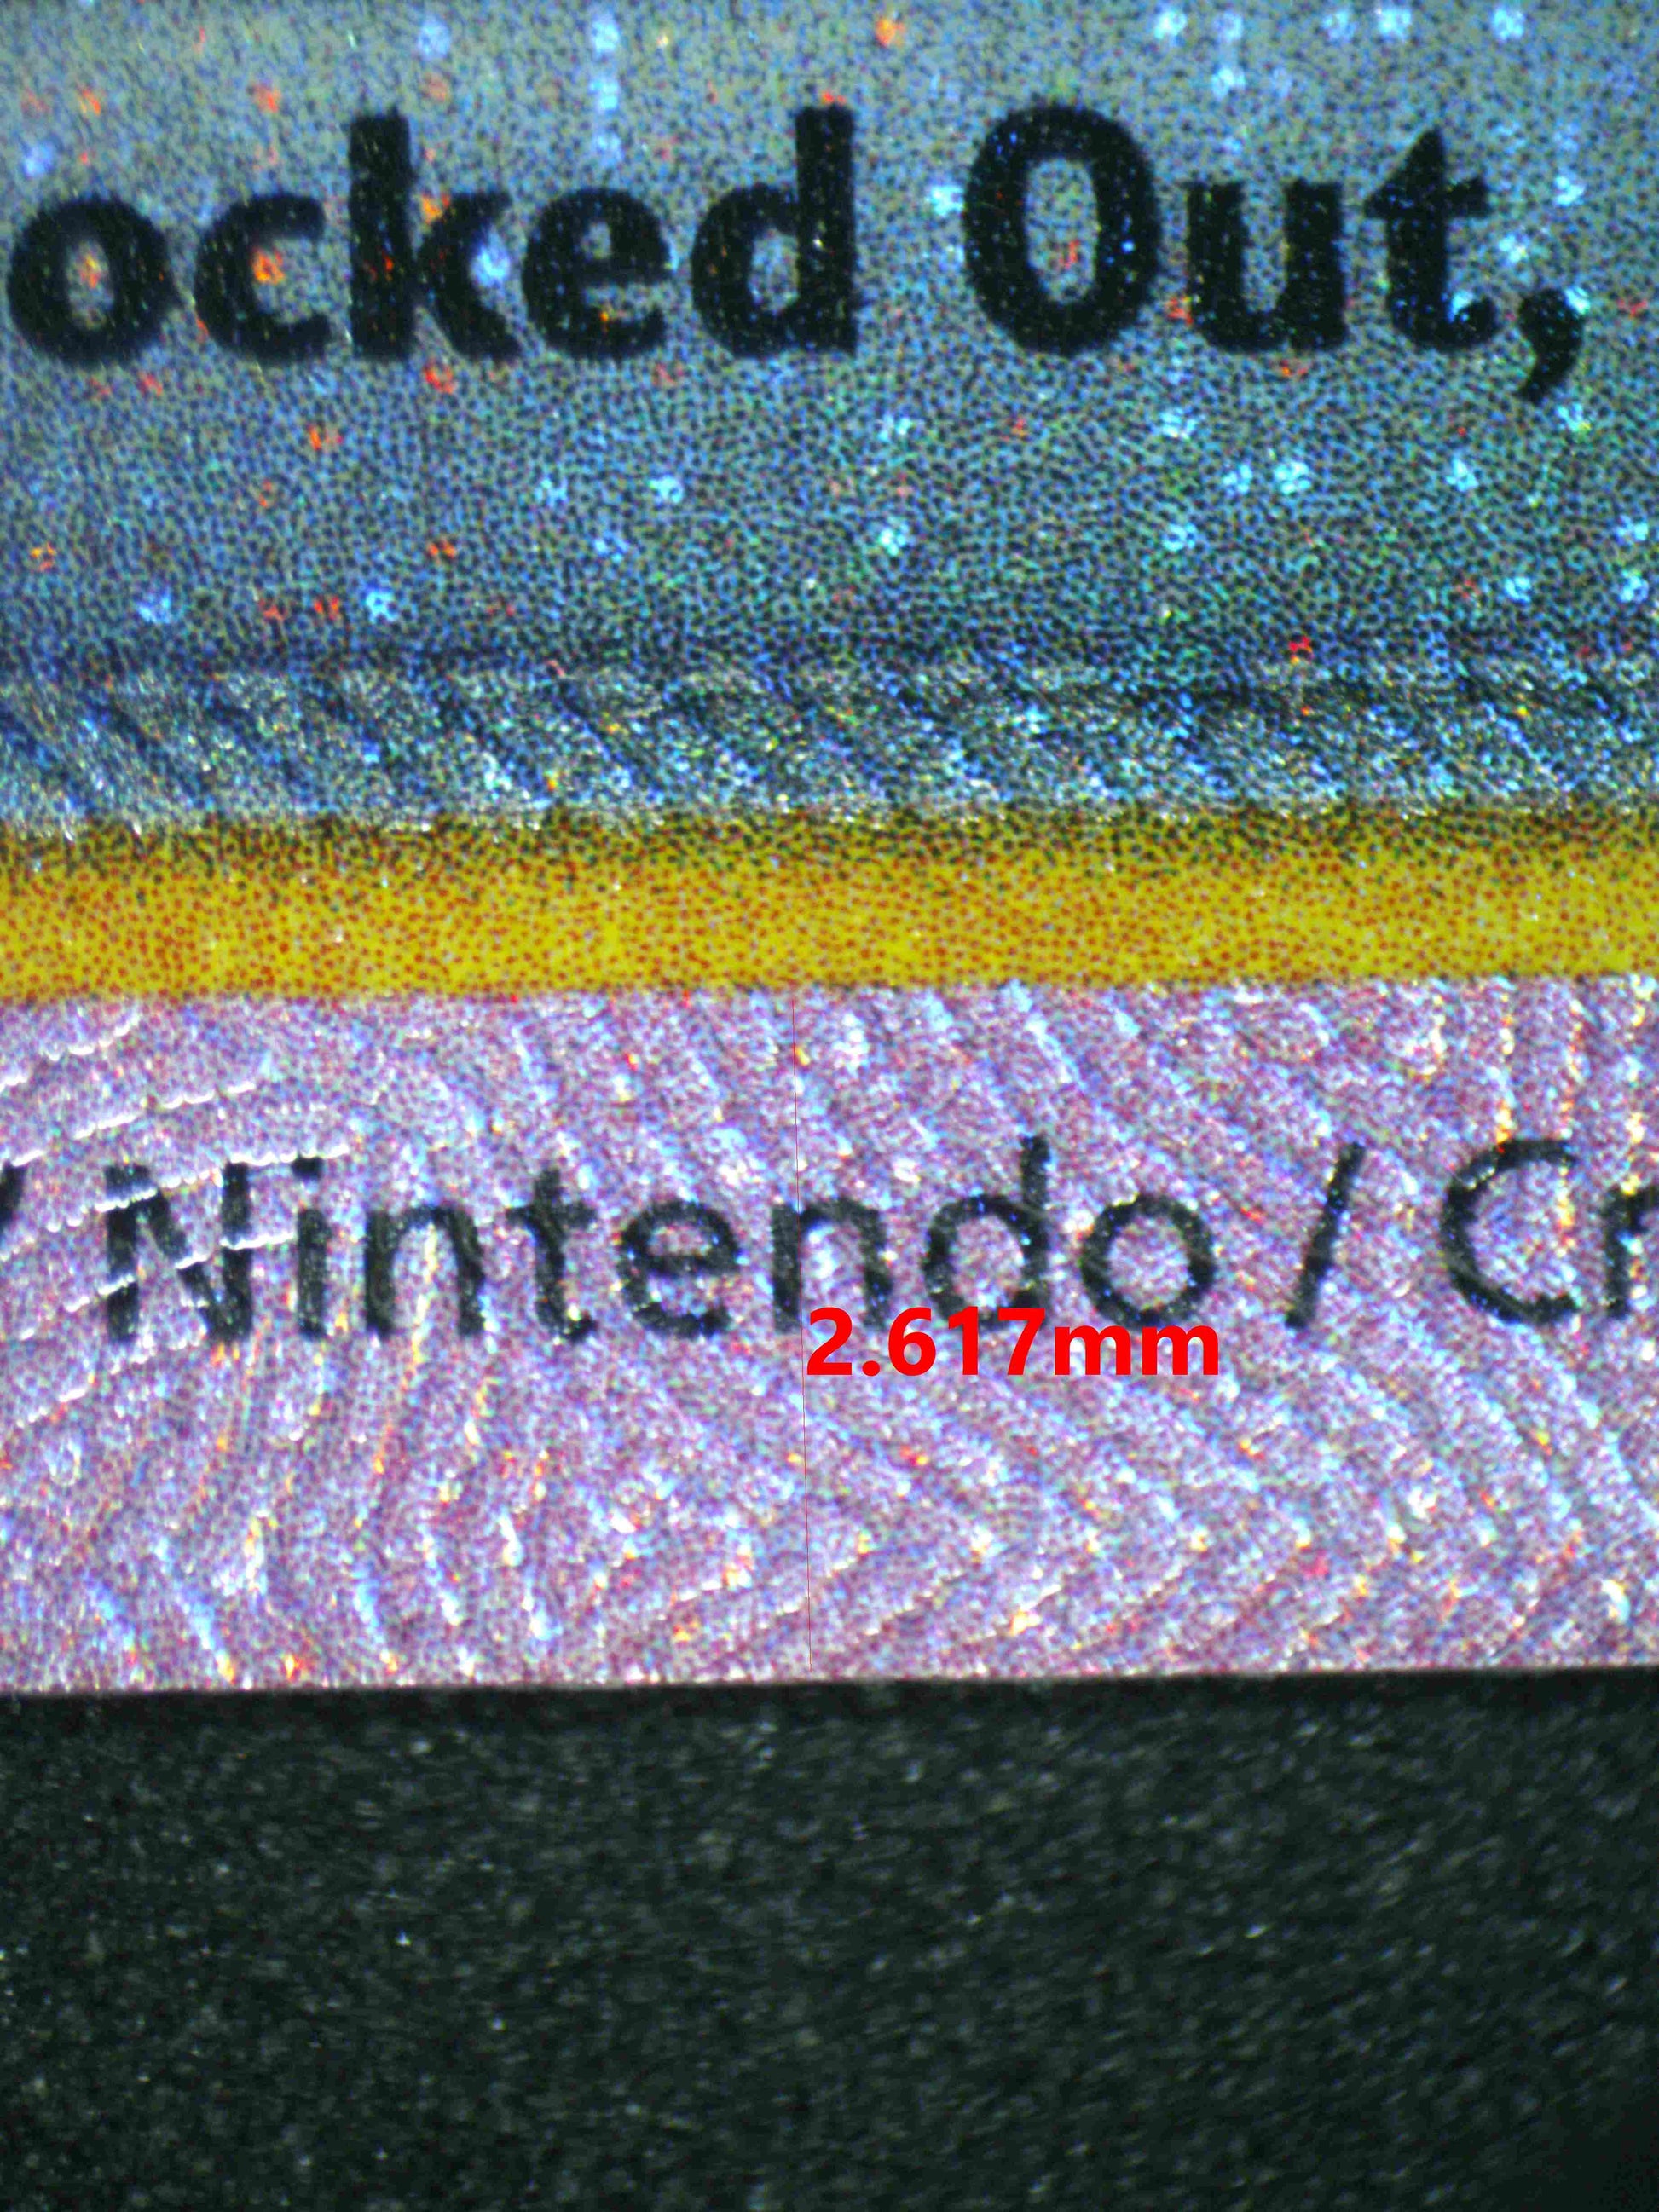 ocked Out,
/ Nintendo / Cr
2.617mm